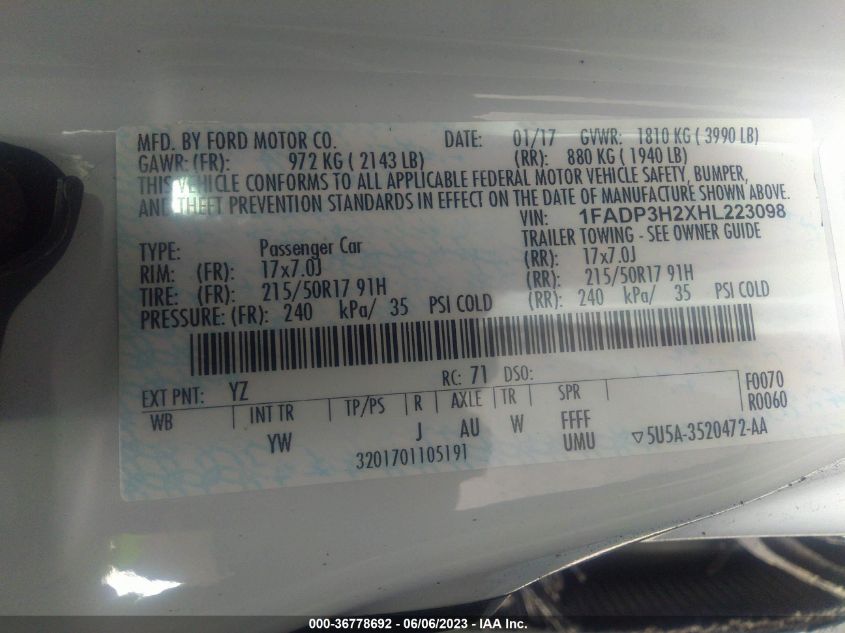 MFD. BY FORD MOTOR CO. DATE: 01/17 GVWR: 1810 KG ( 3990 LB)
GAWR: (FR): 972 KG ( 2143 LB) (RR): 880 KG ( 1940 LB)
THIS VEHICLE CONFORMS TO ALL APPLICABLE FEDERAL MOTOR VEHICLE SAFETY, BUMPER,
AND THEFT PREVENTION STANDARDS IN EFFECT ON THE DATE OF MANUFACTURE SHOWN ABOVE.
VIN: 1FADP3H2XHL223098
TYPE: Passenger Car TRAILER TOWING - SEE OWNER GUIDE
RIM: (FR): 17x7.0J (RR): 17x7.0J
TIRE: (FR): 215/50R17 91H (RR): 215/50R17 91H
PRESSURE: (FR): 240 kPa/ 35 PSI COLD (RR): 240 kPa/ 35 PSI COLD
EXT PNT: YZ RC: 71 DSO: F0070
WB INT TR TP/PS R AXLE TR SPR R0060
YW J AU W FFFF
UMU
3201701105191 ▽5U5A-3520472-AA
000-36778692 - 06/06/2023 - IAA Inc.